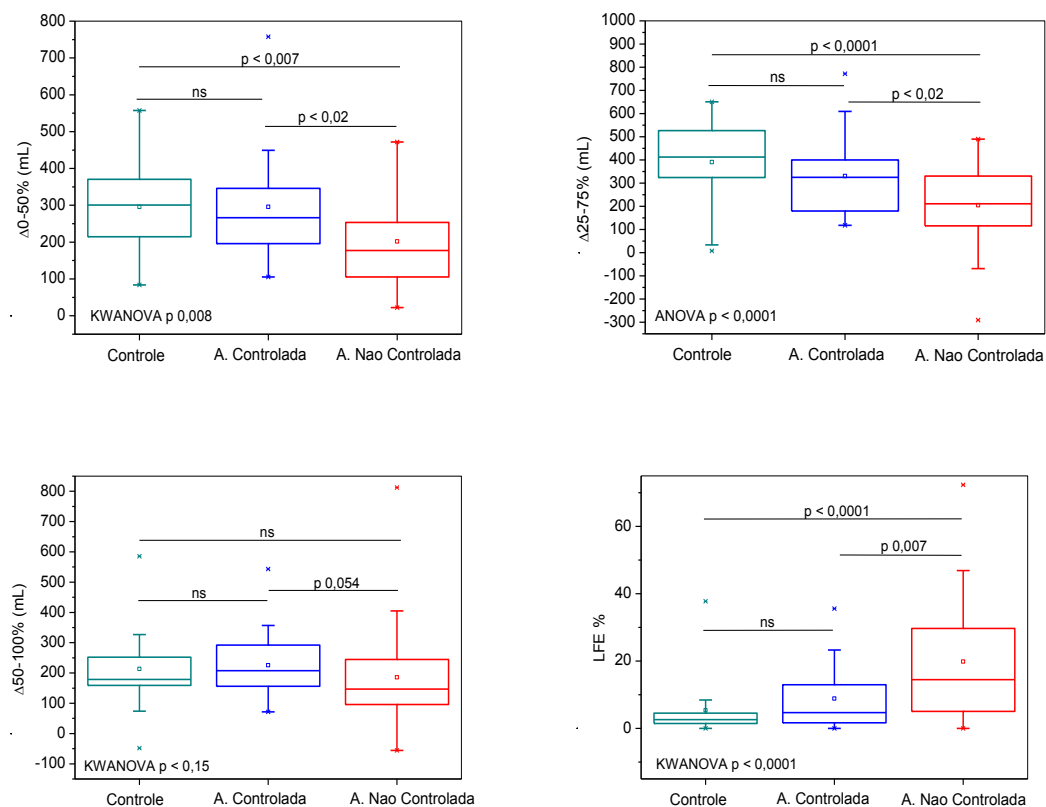 800
700
600
500
400
300
200
100
0
Δ0-50% (mL)
p < 0,007
ns
p < 0,02
KWANOVA p 0,008
Controle
A. Controlada
A. Nao Controlada
1000
900
800
700
600
500
400
300
200
100
0
-100
-200
-300
Δ25-75% (mL)
p < 0,0001
ns
p < 0,02
ANOVA p < 0,0001
Controle
A. Controlada
A. Nao Controlada
800
700
600
500
400
300
200
100
0
-100
Δ50-100% (mL)
ns
ns
p 0,054
KWANOVA p < 0,15
Controle
A. Controlada
A. Nao Controlada
60
40
20
0
LFE %
p < 0,0001
p 0,007
ns
KWANOVA p < 0,0001
Controle
A. Controlada
A. Nao Controlada